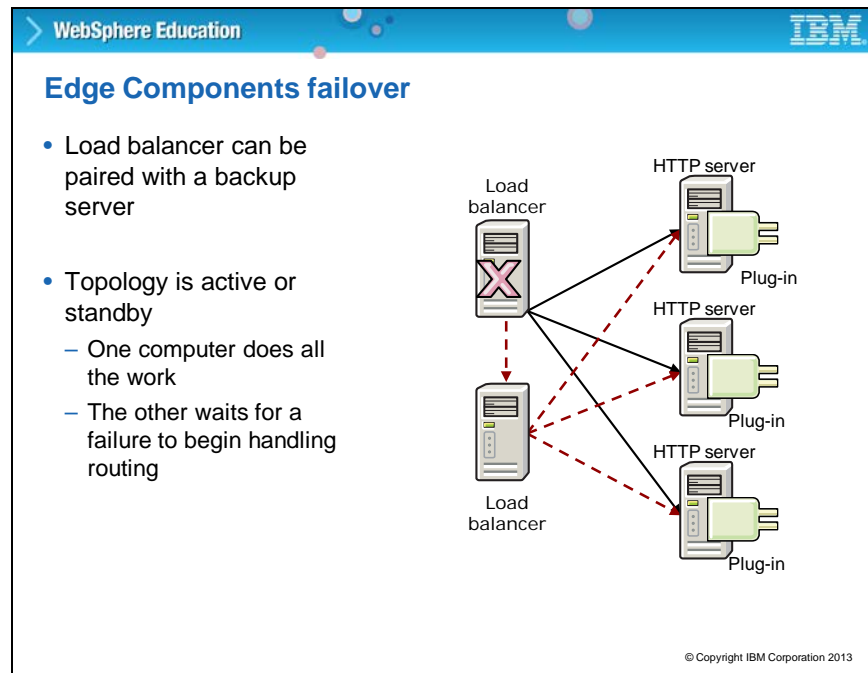 WebSphere Education
IBM
Edge Components failover
• Load balancer can be
paired with a backup
server
• Topology is active or
standby
– One computer does all
the work
– The other waits for a
failure to begin handling
routing
Load
balancer
X
Load
balancer
HTTP server
Plug-in
HTTP server
Plug-in
HTTP server
Plug-in
© Copyright IBM Corporation 2013